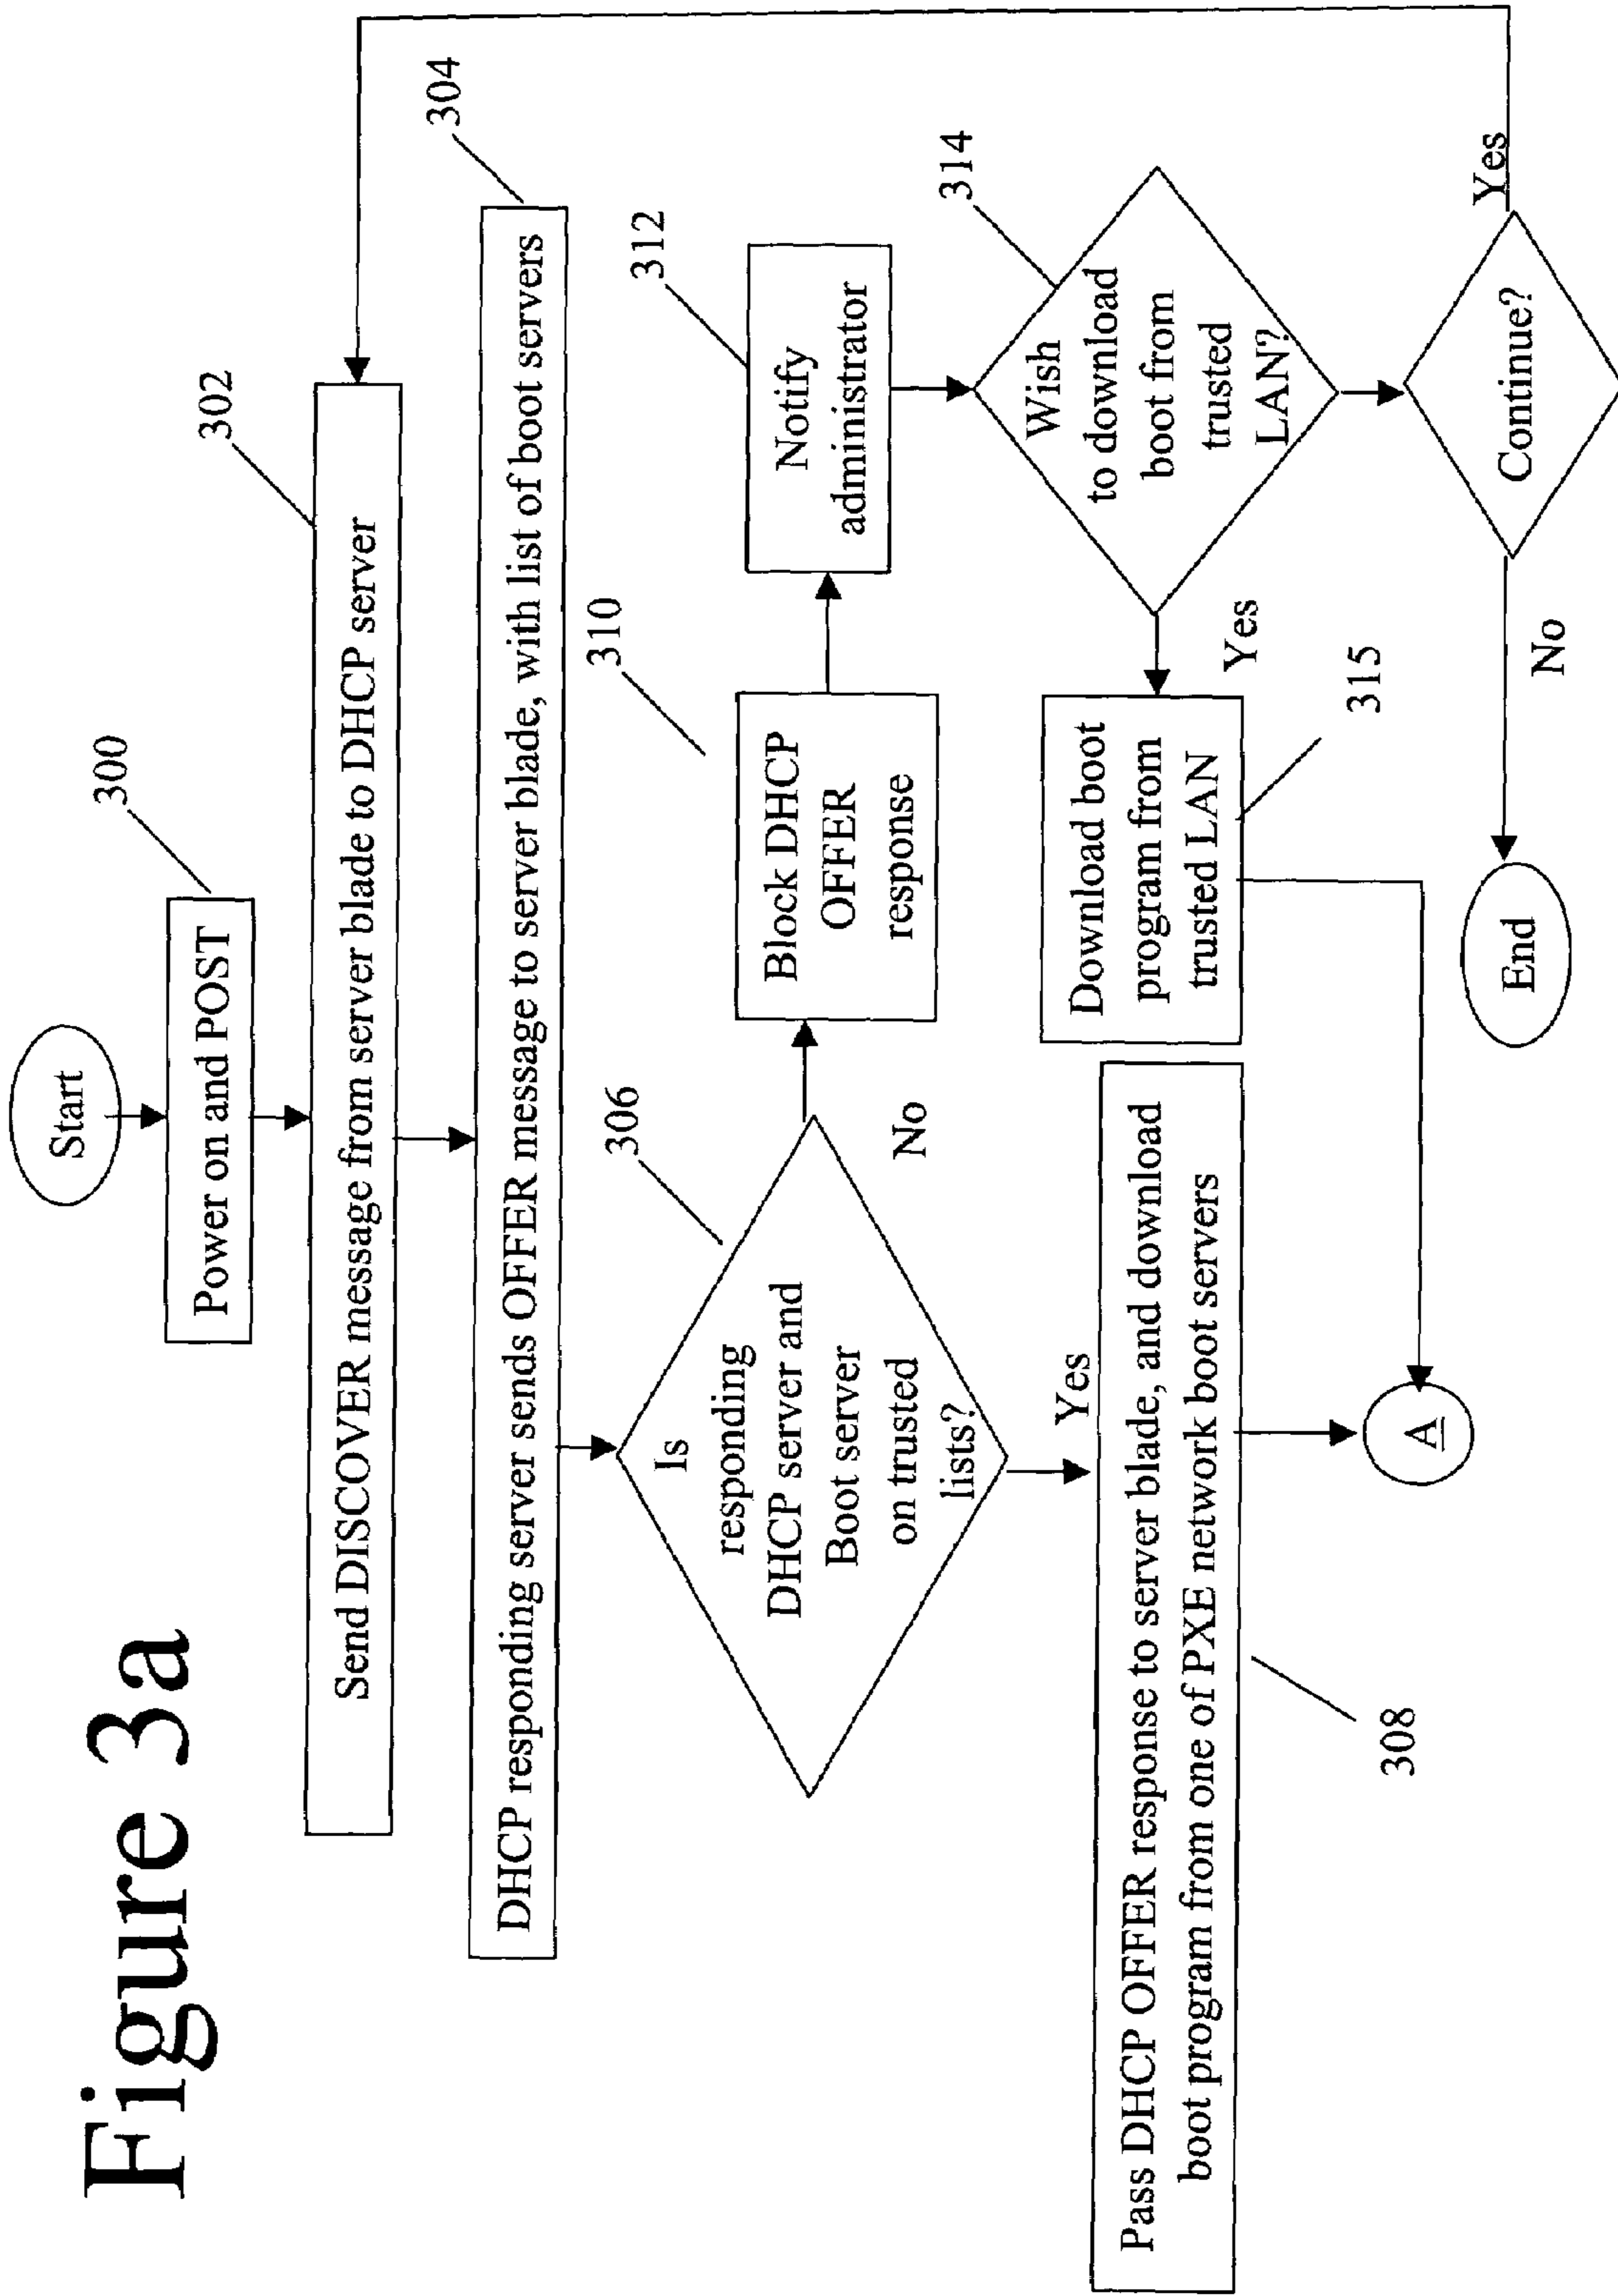 Figure 3a
Start
300
Power on and POST
302
Send DISCOVER message from server blade to DHCP server
304
DHCP responding server sends OFFER message to server blade, with list of boot servers
306
Is
responding
DHCP server and
Boot server
on trusted
lists?
No
Yes
310
Block DHCP
OFFER
response
312
Notify
administrator
314
Wish
to download
boot from
trusted
LAN?
Yes
Download boot
program from
trusted LAN
315
Pass DHCP OFFER response to server blade, and download
boot program from one of PXE network boot servers
308
A
Continue?
Yes
No
End